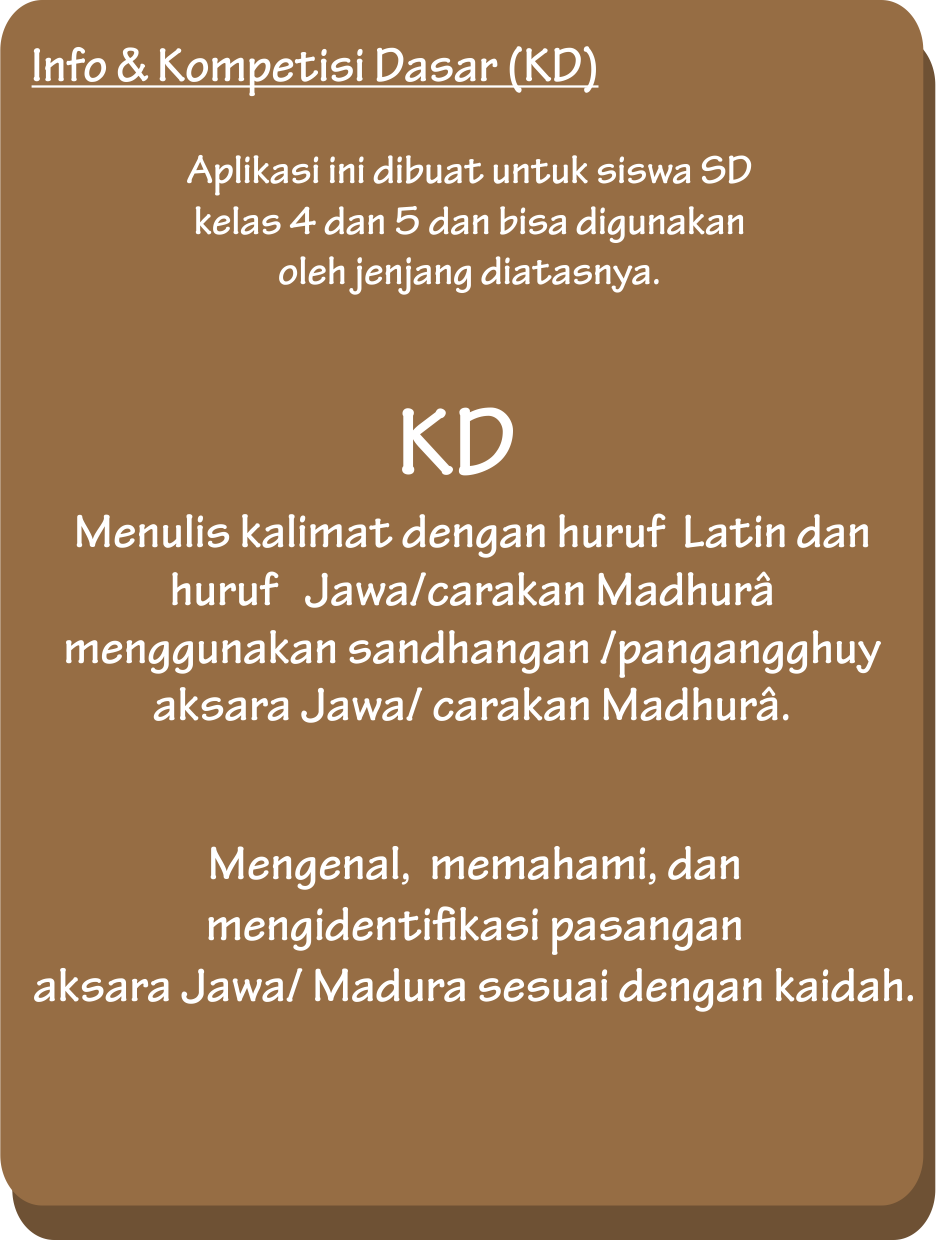 Info & Kompetisi Dasar (KD)
Aplikasi ini dibuat untuk siswa SD
kelas 4 dan 5 dan bisa digunakan
oleh jenjang diatasnya.
KD
Menulis kalimat dengan huruf Latin dan
huruf Jawa/carakan Madhurâ
menggunakan sandhangan /pangangghuy
aksara Jawa/ carakan Madhurâ.
Mengenal, memahami, dan
mengidentifikasi pasangan
aksara Jawa/ Madura sesuai dengan kaidah.